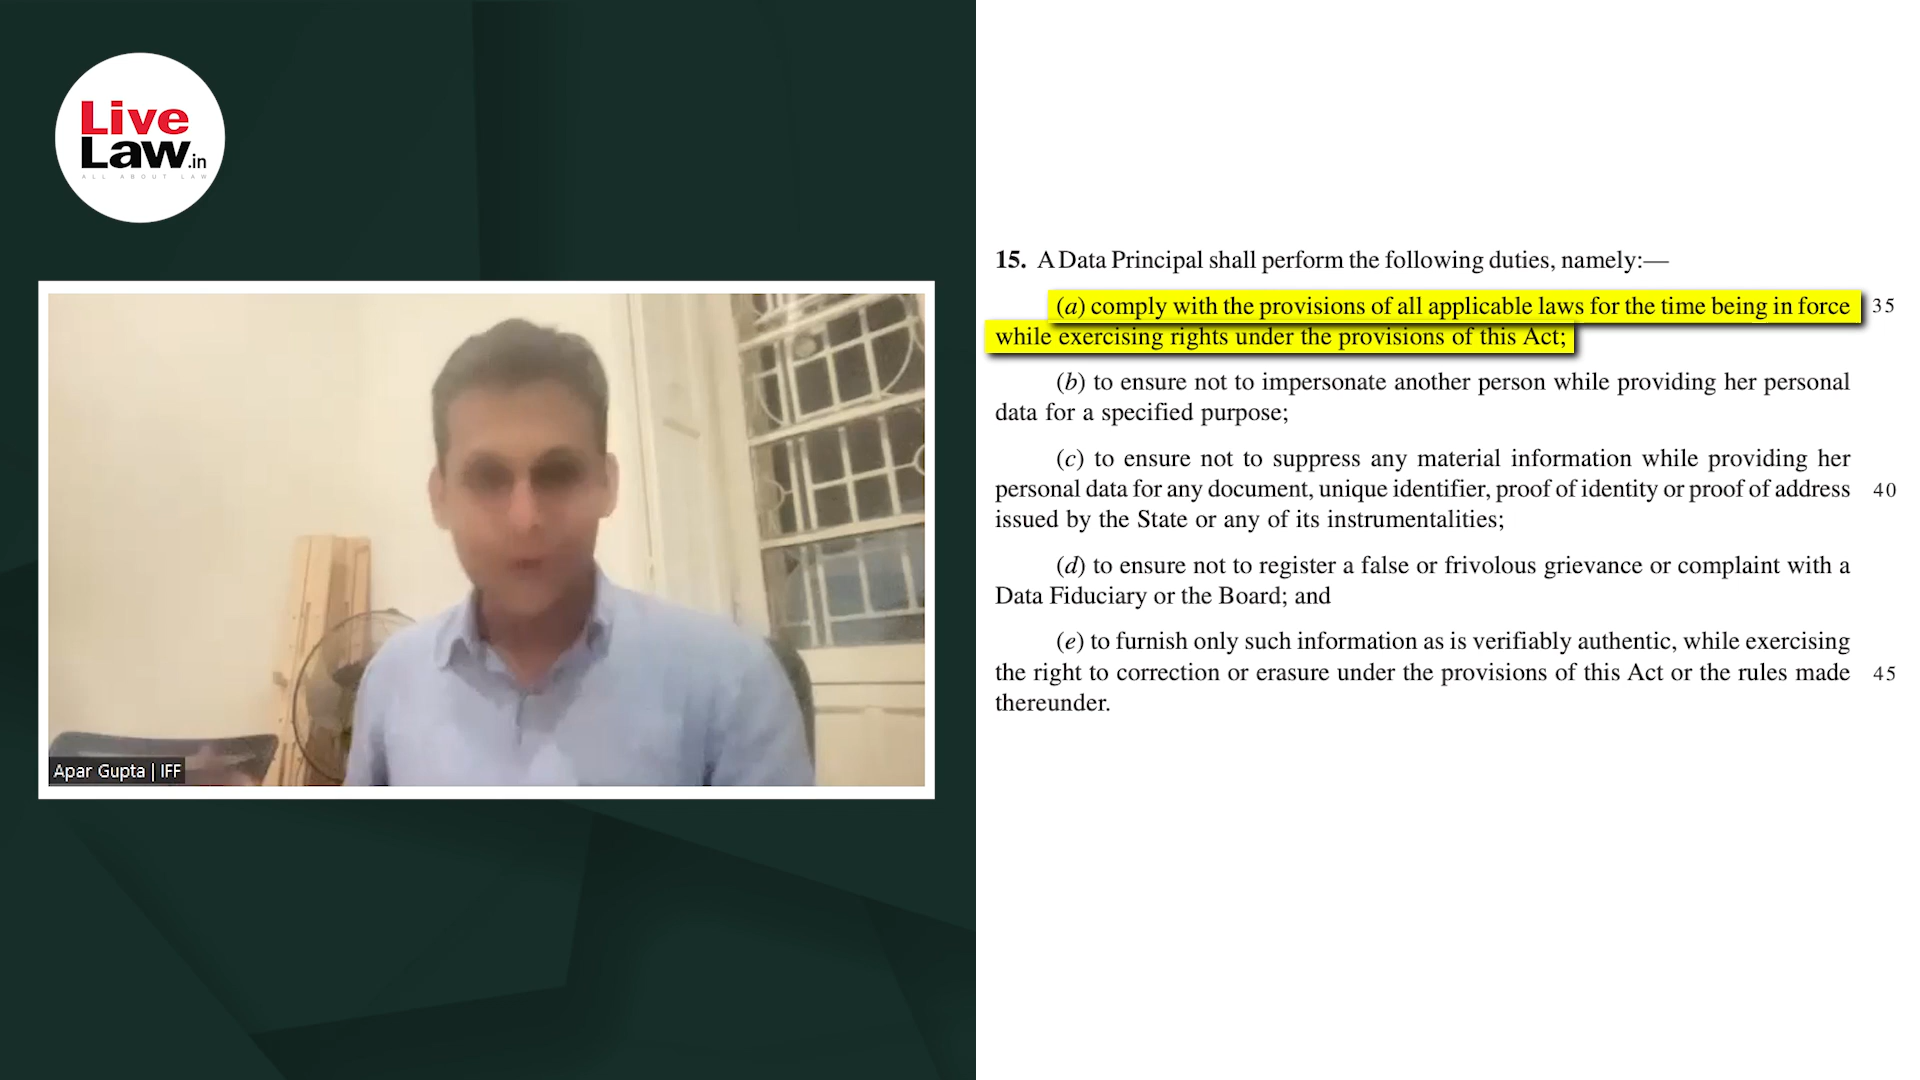 Live
Law.in
ALL ABOUT LAW
Apar Gupta | IFF
15. A Data Principal shall perform the following duties, namely:—
(a) comply with the provisions of all applicable laws for the time being in force 35
while exercising rights under the provisions of this Act;
(b) to ensure not to impersonate another person while providing her personal
data for a specified purpose;
(c) to ensure not to suppress any material information while providing her
personal data for any document, unique identifier, proof of identity or proof of address 40
issued by the State or any of its instrumentalities;
(d) to ensure not to register a false or frivolous grievance or complaint with a
Data Fiduciary or the Board; and
(e) to furnish only such information as is verifiably authentic, while exercising
the right to correction or erasure under the provisions of this Act or the rules made 45
thereunder.